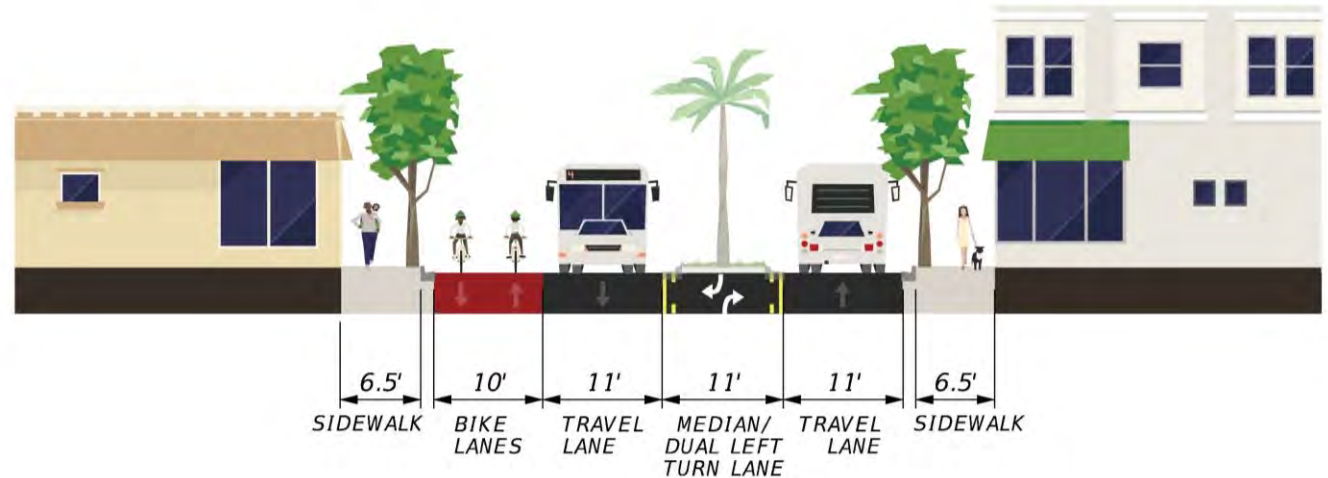 4
6.5'
SIDEWALK
10'
BIKE
LANES
11'
TRAVEL
LANE
11'
MEDIAN/
DUAL LEFT
TURN LANE
11'
TRAVEL
LANE
6.5'
SIDEWALK